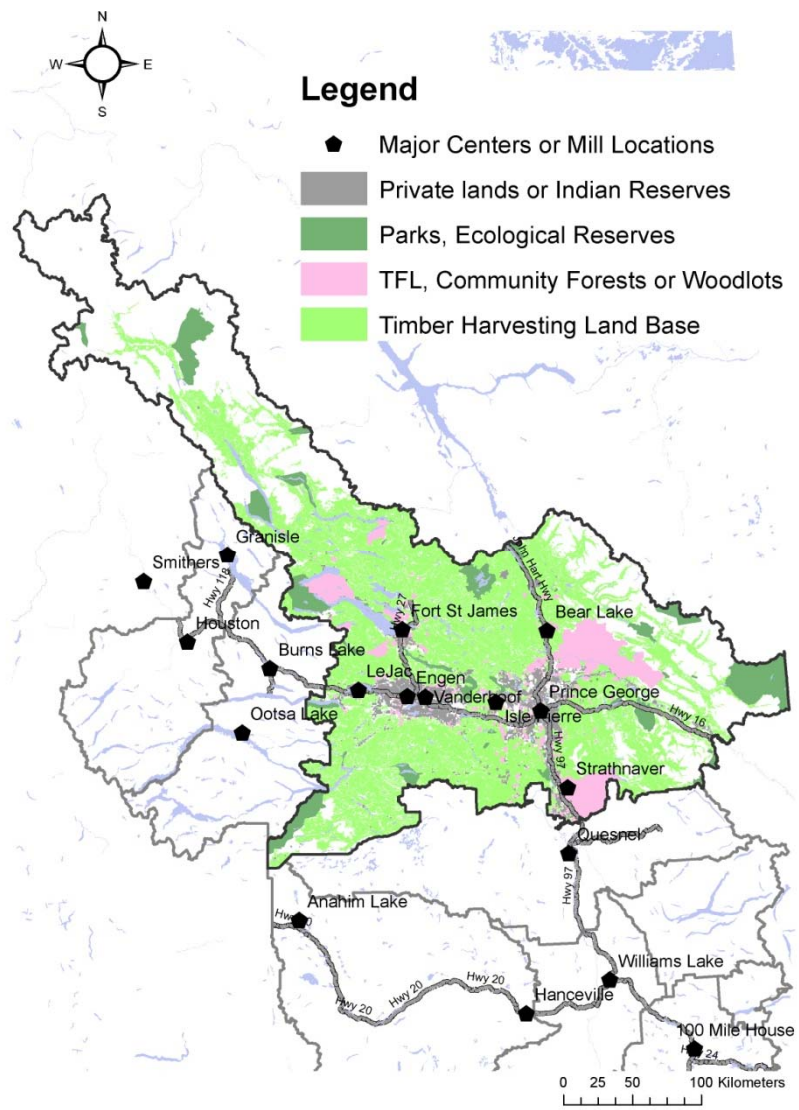 N
W E
S
Legend
Major Centers or Mill Locations
Private lands or Indian Reserves
Parks, Ecological Reserves
TFL, Community Forests or Woodlots
Timber Harvesting Land Base
Granisle
Smithers
Hwy 118
Houston
Burns Lake
Ootsa Lake
John Hart Hwy
Fort St James
Hwy 27
Bear Lake
LeJac
Engen
Vanderhoof
Prince George
Isle Pierre
Hwy 16
Hwy 97
Strathnaver
Quesnel
Hwy 97
Anahim Lake
Hwy 20
Hwy 20
Hwy 20
Williams Lake
Hanceville
100 Mile House
24
0 25 50 100 Kilometers